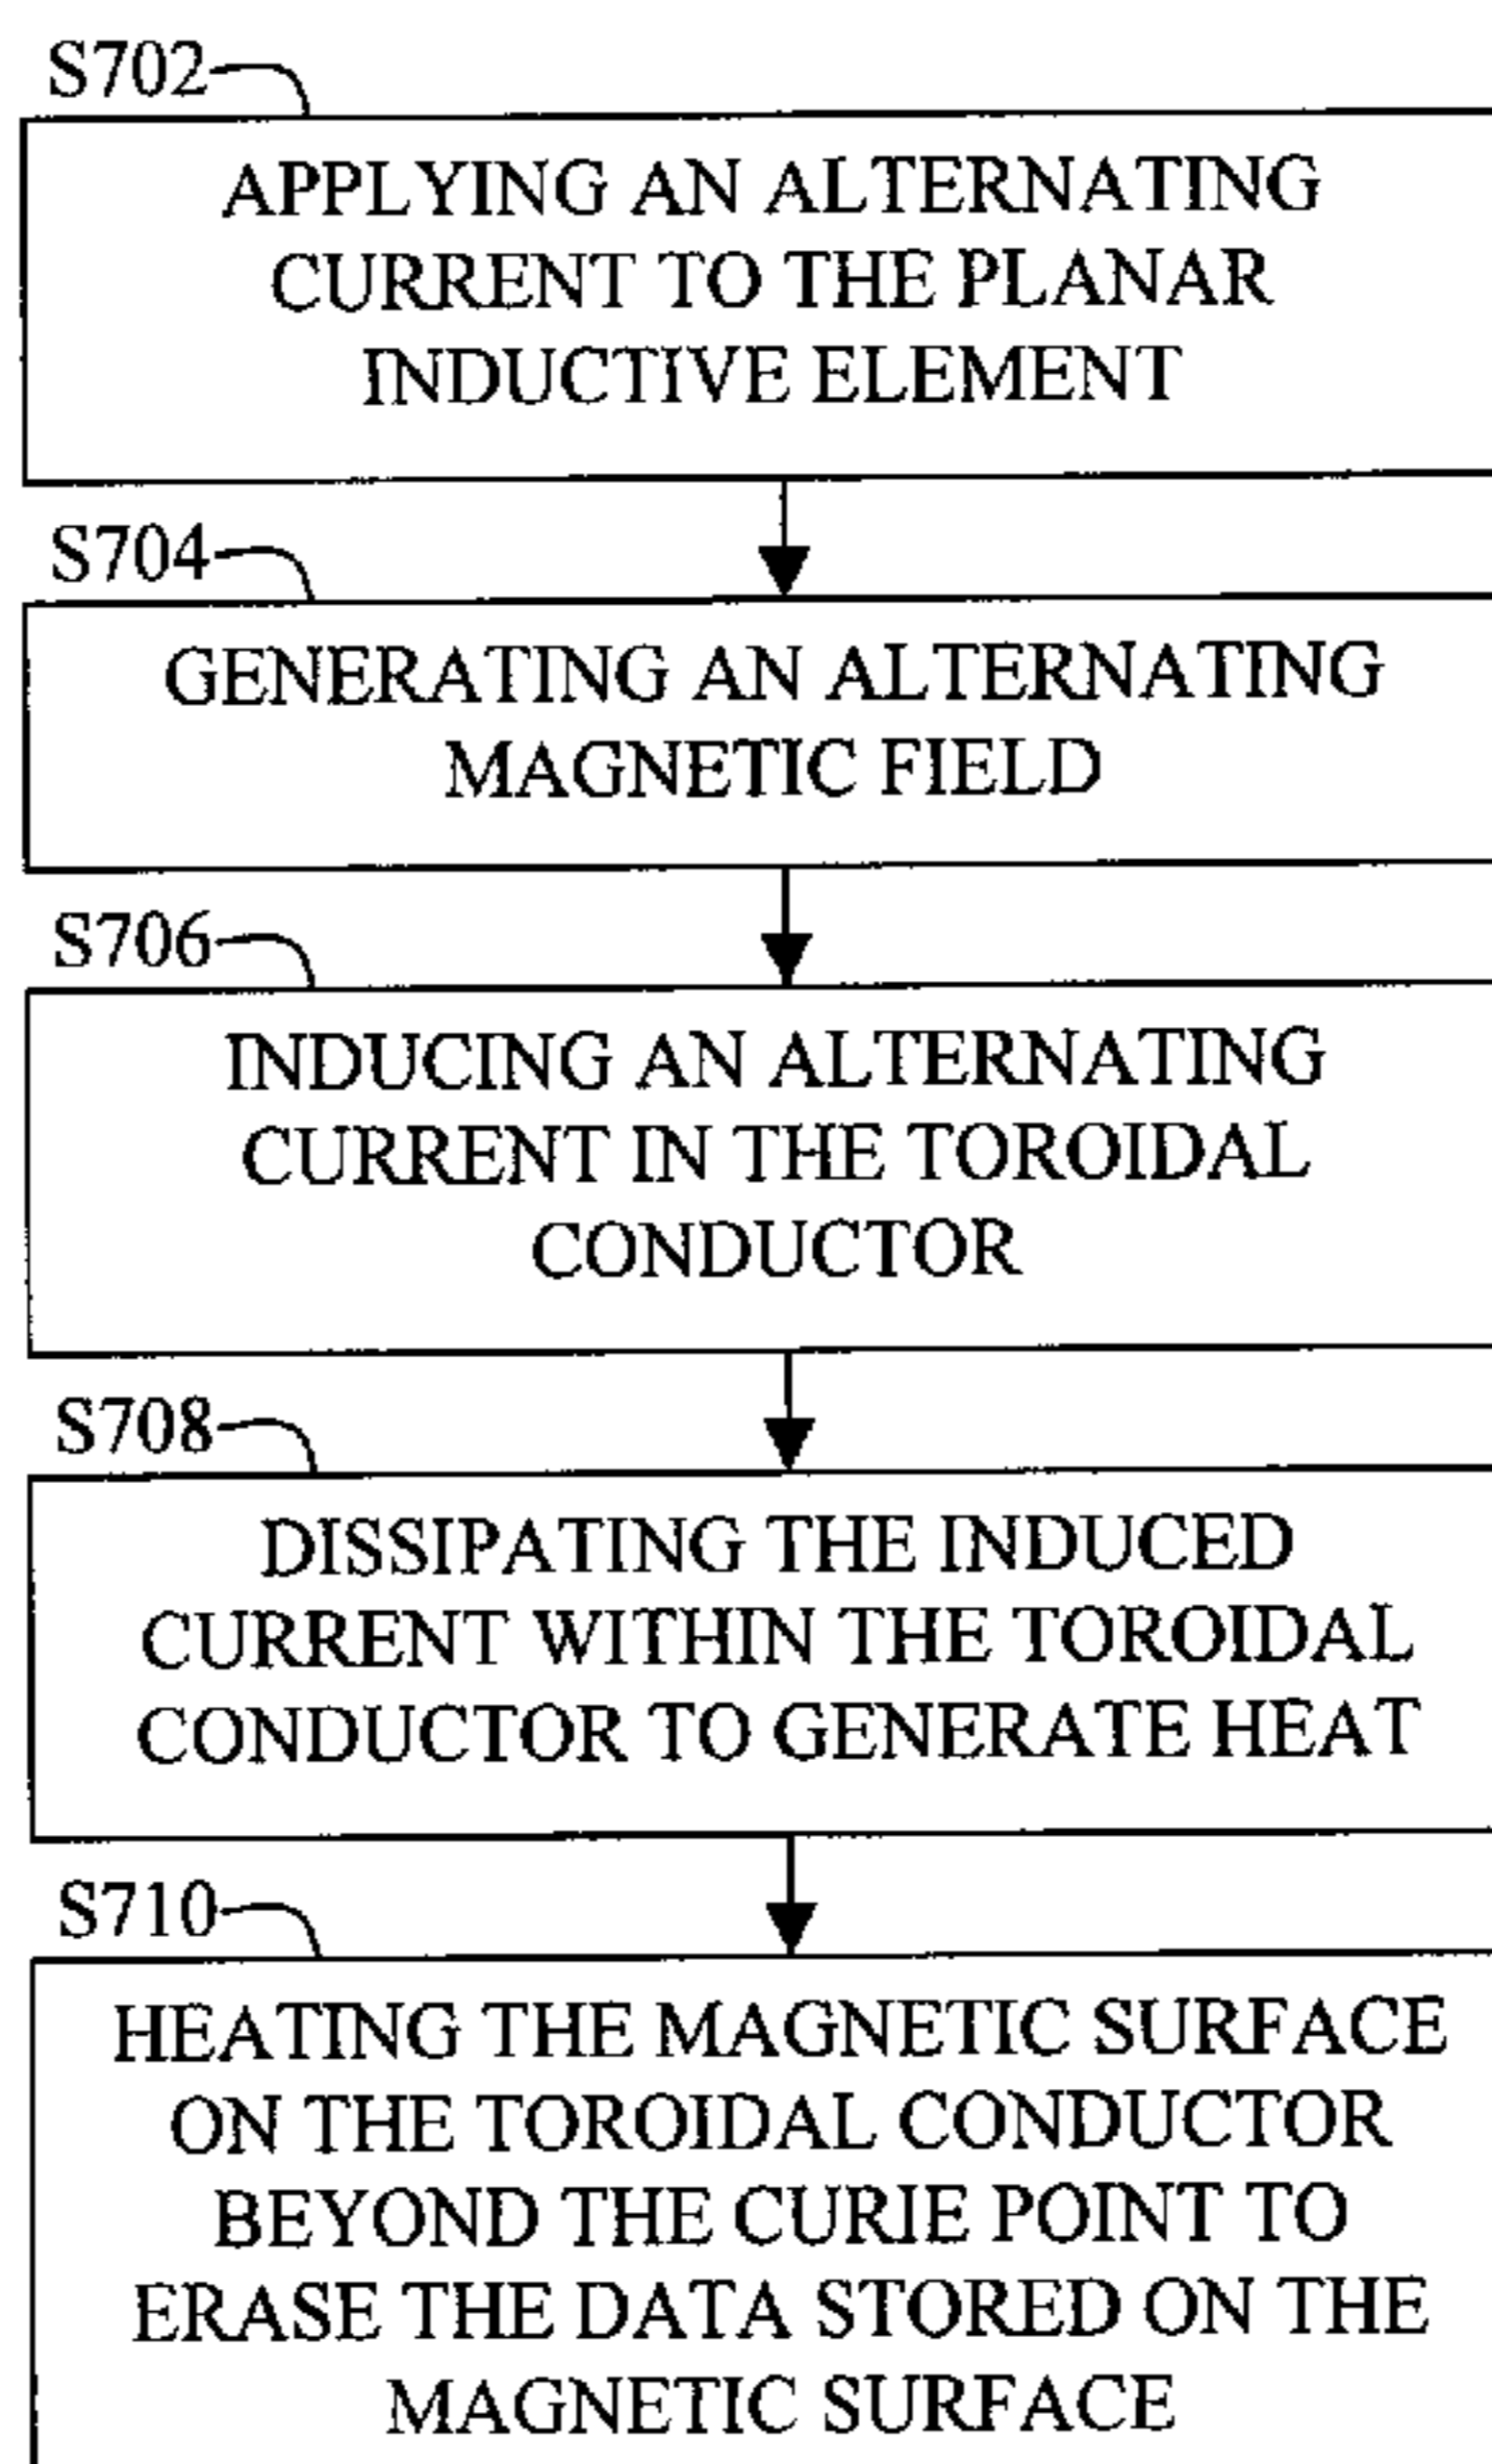 S702
APPLYING AN ALTERNATING
CURRENT TO THE PLANAR
INDUCTIVE ELEMENT
S704
GENERATING AN ALTERNATING
MAGNETIC FIELD
S706
INDUCING AN ALTERNATING
CURRENT IN THE TOROIDAL
CONDUCTOR
S708
DISSIPATING THE INDUCED
CURRENT WITHIN THE TOROIDAL
CONDUCTOR TO GENERATE HEAT
S710
HEATING THE MAGNETIC SURFACE
ON THE TOROIDAL CONDUCTOR
BEYOND THE CURIE POINT TO
ERASE THE DATA STORED ON THE
MAGNETIC SURFACE